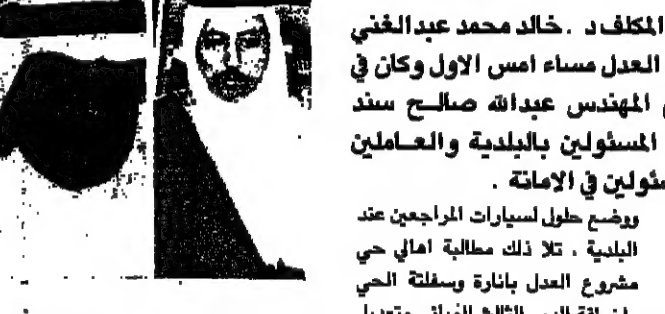 المكلف د . خالد محمد عبدالغني
العدل مساء امس الاول وكان في
المهندس عبدالله صالح سند
المسئولين بالبلدية والعاملين
في الامانة .
ووضع حلول لسيارات المراجعين عند
البلدية ، تلا ذلك مطالبة اهالي حي
مشروع العدل بانارة وسفلتة الحي